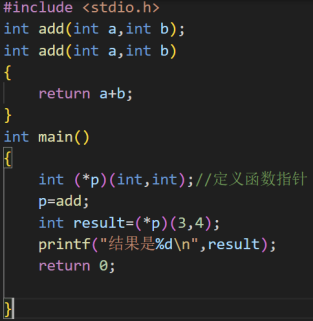 #include <stdio.h>
int add(int a,int b);
int add(int a,int b)
{
    return a+b;
}
int main()
{
    int (*p)(int,int);//定义函数指针
    p=add;
    int result=(*p)(3,4);
    printf("结果是%d\n",result);
    return 0;
}